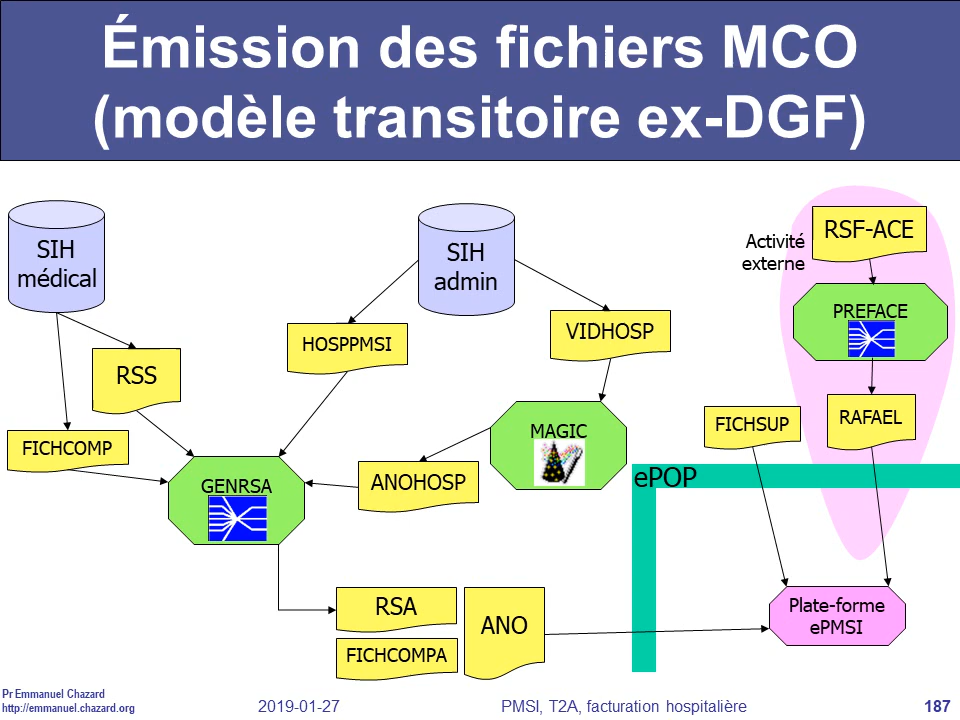 Émission des fichiers MCO
(modèle transitoire ex-DGF)
SIH
médical
SIH
admin
Activité
externe
RSF-ACE
PREFACE
HOSPPMSI
VIDHOSP
RSS
FICHCOMP
MAGIC
FICHSUP
RAFAEL
GENRSA
ANOHOSP
ePOP
RSA
FICHCOMPA
ANO
Plate-forme
ePMSI
Pr Emmanuel Chazard
http://emmanuel.chazard.org
2019-01-27
PMSI, T2A, facturation hospitalière
187